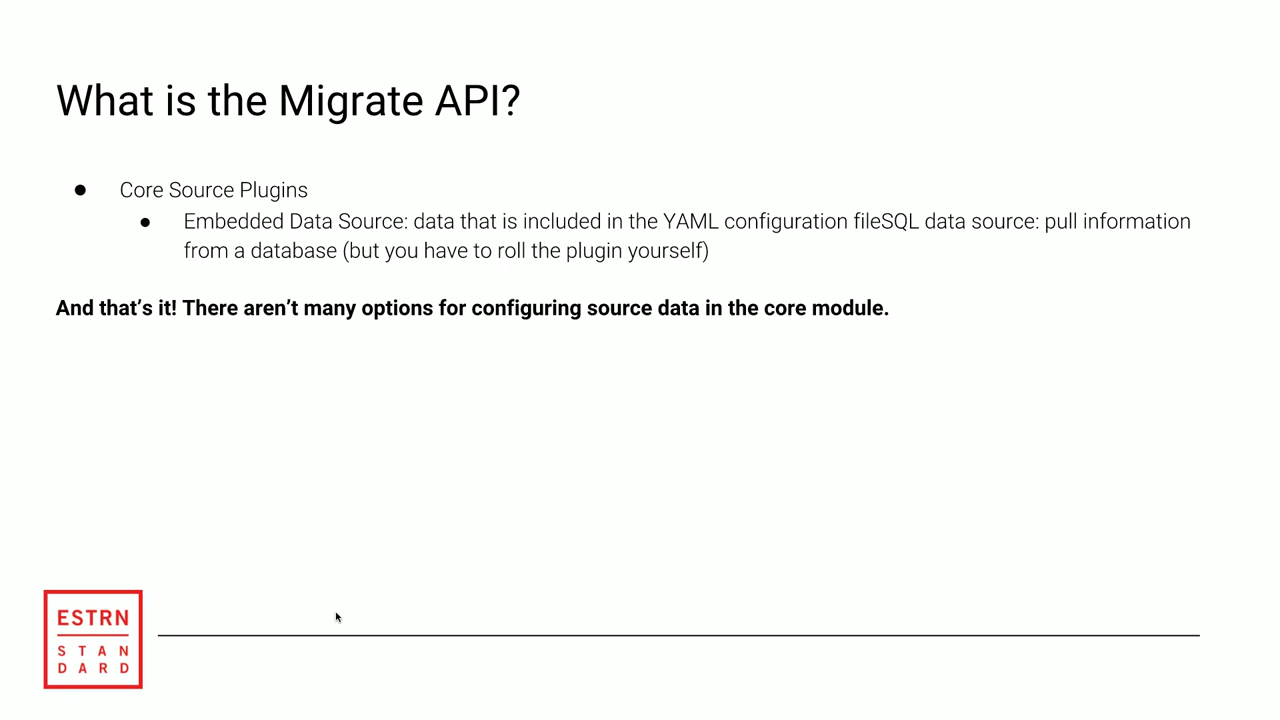 What is the Migrate API?
● Core Source Plugins
● Embedded Data Source: data that is included in the YAML configuration fileSQL data source: pull information
from a database (but you have to roll the plugin yourself)
And that’s it! There aren’t many options for configuring source data in the core module.
ESTRN
STAN
DARD